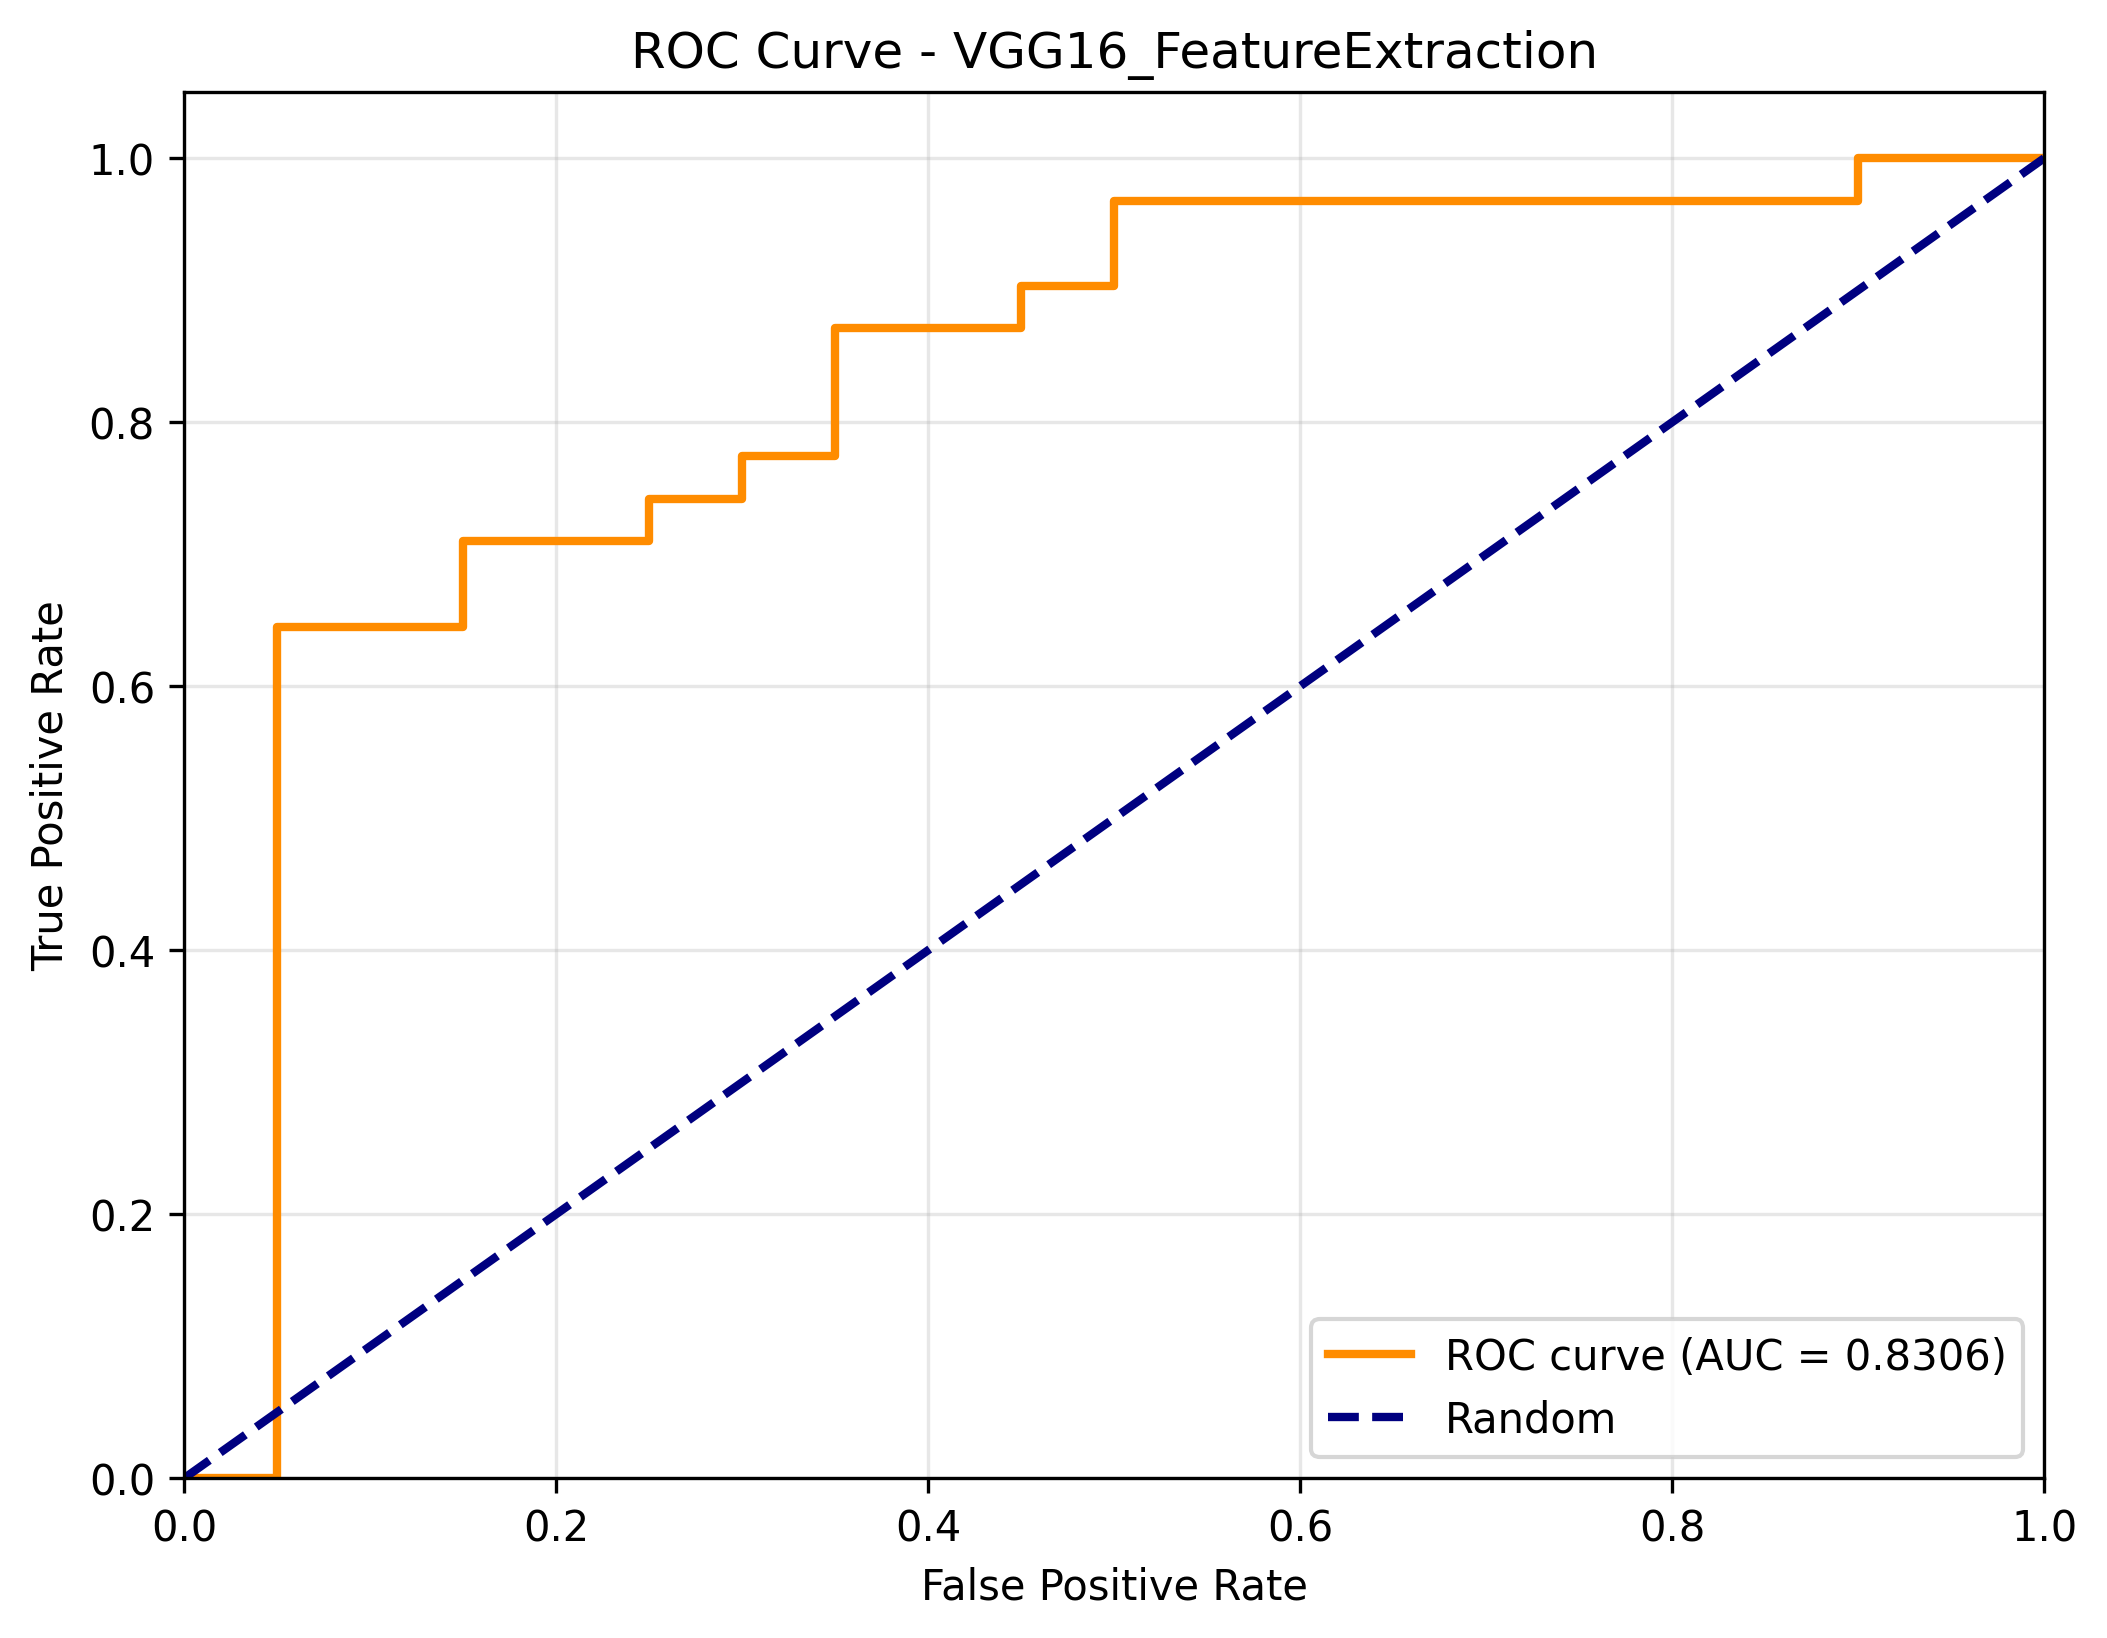 ROC Curve - VGG16_FeatureExtraction
1.0
0.8
0.6
0.4
0.2
0.0
True Positive Rate
0.0 0.2 0.4 0.6 0.8 1.0
False Positive Rate
ROC curve (AUC = 0.8306)
Random